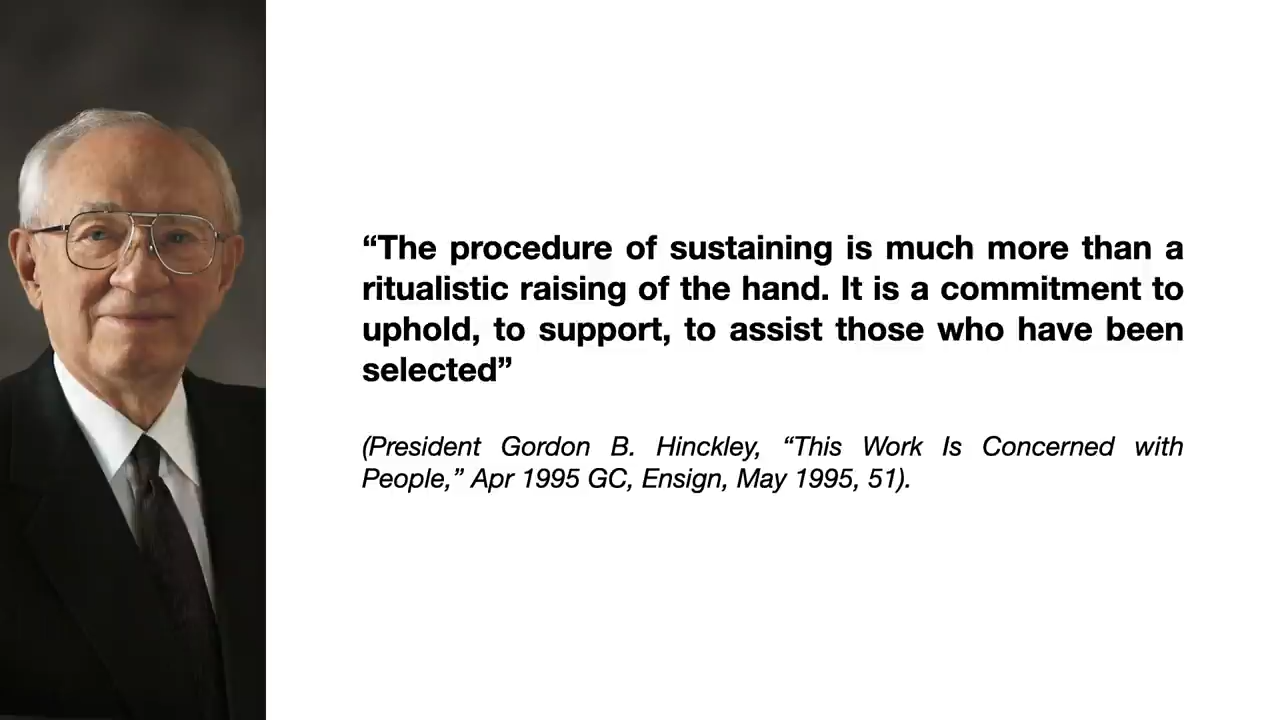 “The procedure of sustaining is much more than a
ritualistic raising of the hand. It is a commitment to
uphold, to support, to assist those who have been
selected”
(President Gordon B. Hinckley, “This Work Is Concerned with
People,” Apr 1995 GC, Ensign, May 1995, 51).